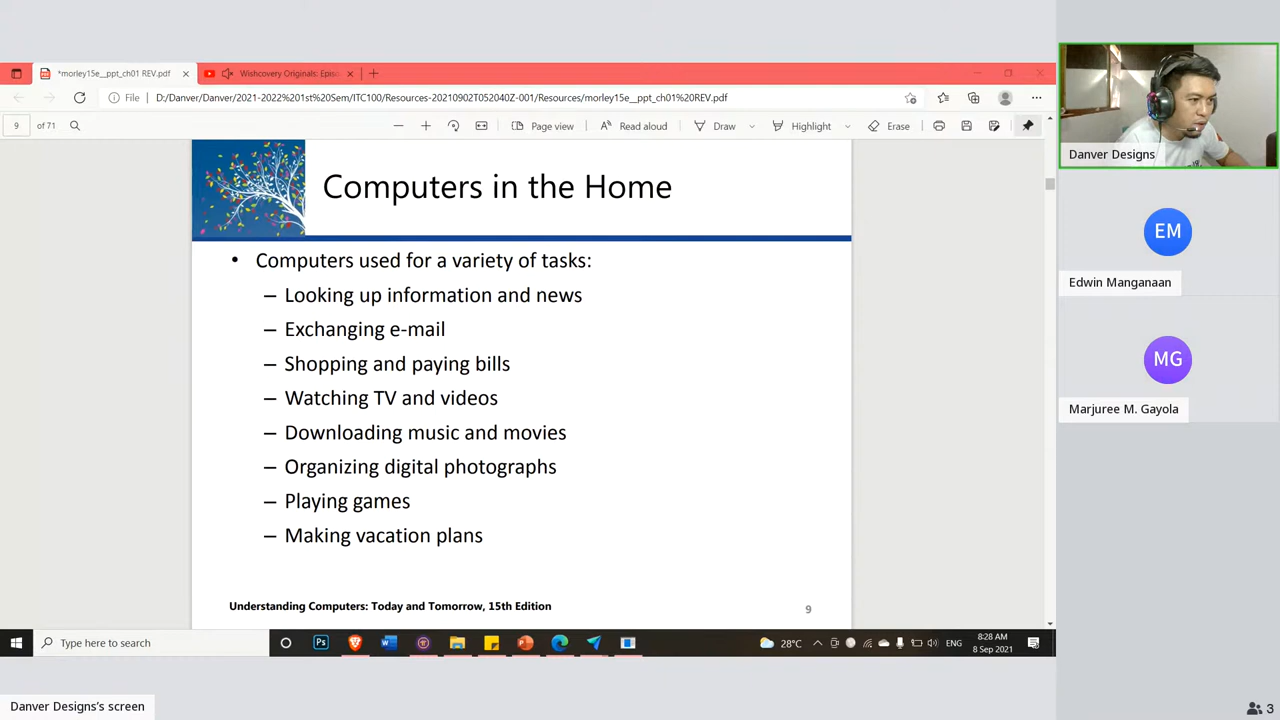 *morley15e__ppt_ch01 REV.pdf
Wishcovery Originals: Epis
File
D:/Danver/Danver/2021-2022%201st%20Sem/ITC100/Resources-20210902T052040Z-001/Resources/morley15e__ppt_ch01%20REV.pdf
9 of 71
Page view
Read aloud
Draw
Highlight
Erase
Computers in the Home
• Computers used for a variety of tasks:
– Looking up information and news
– Exchanging e-mail
– Shopping and paying bills
– Watching TV and videos
– Downloading music and movies
– Organizing digital photographs
– Playing games
– Making vacation plans
Understanding Computers: Today and Tomorrow, 15th Edition
9
Type here to search
Ps
28°C
ENG
8:28 AM
8 Sep 2021
Danver Designs's screen
Danver Designs
EM
Edwin Manganaan
MG
Marjuree M. Gayola
3